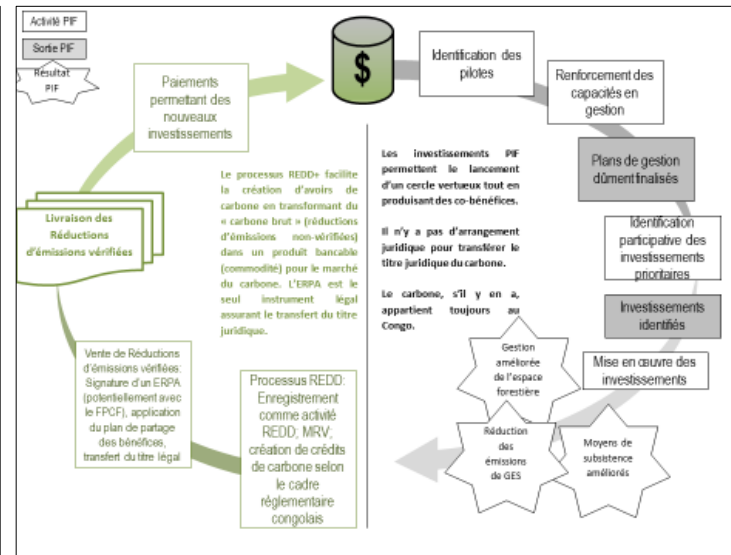 Activité PIF
Sortie PIF
Résultat
PIF
$
Identification des
pilotes
Renforcement des
capacités en
gestion
Plans de gestion
dûment finalisés
Identification
participative des
investissements
prioritaires
Investissements
identifiés
Mise en œuvre des
investissements
Gestion
améliorée
de l'espace
forestière
Réduction
des
émissions
de GES
Moyens de
subsistence
améliorés
Les investissements PIF
permettent le lancement
d'un cercle vertueux tout en
produisant des co-bénéfices.
Il n'y a pas d'arrangement
juridique pour transférer le
titre juridique du carbone.
Le carbone, s'il y en a,
appartient toujours au
Congo.
Processus REDD:
Enregistrement
comme activité
REDD; MRV;
création de crédits
de carbone selon
le cadre
règlementaire
congolais
Vente de Réductions
d'émissions vérifiées:
Signature d'un ERPA
(potentiellement avec
le FPCF), application
du plan de partage
des bénéfices,
transfert du titre légal
Livraison des
Réductions
d'émissions vérifiées
Paiements
permettant des
nouveaux
investissements
Le processus REDD+ facilite
la création d'avoirs de
carbone en transformant du
« carbone brut » (réductions
d'émissions non-vérifiées)
dans un produit bancable
(commodité) pour le marché
du carbone. L'ERPA est le
seul instrument légal
assurant le transfert du titre
juridique.